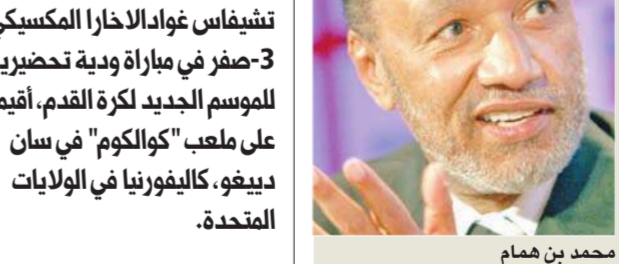 تشيفاس غوادالاخارا المكسيكي
3-صفر في مباراة ودية تحضيرية
للموسم الجديد لكرة القدم، أقيم
على ملعب "كوالكوم" في سان
دييغو، كاليفورنيا في الولايات
المتحدة.
محمد بن همام